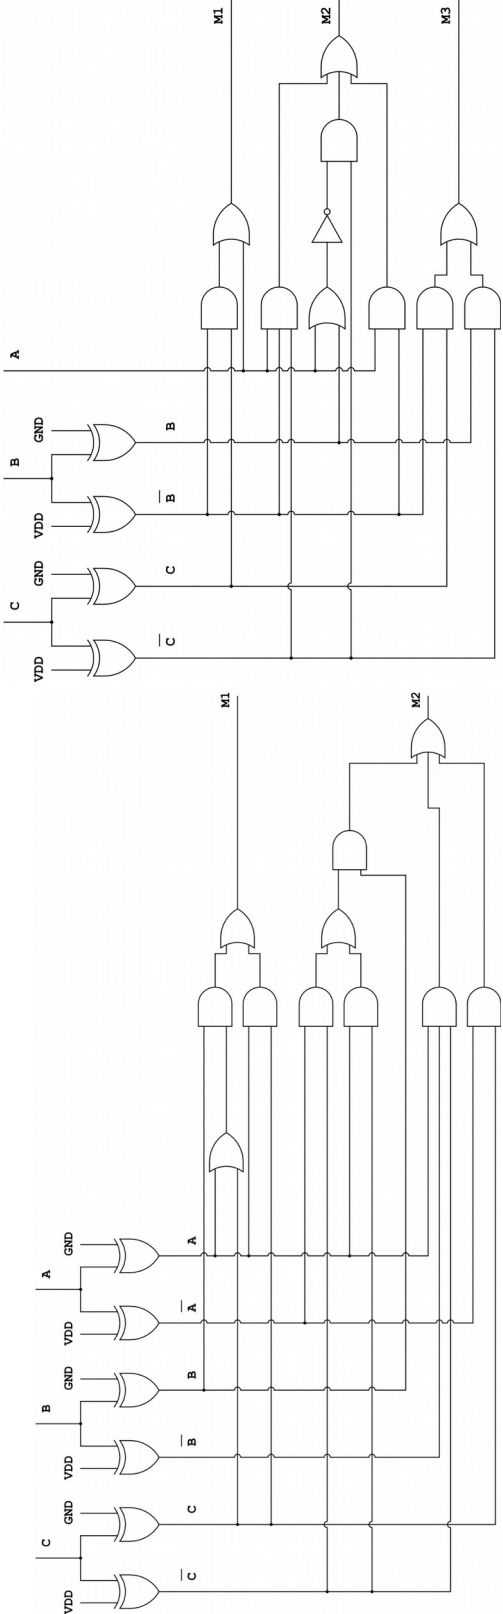 C B A
VDD GND VDD GND VDD GND
C̅ C B̅ B A̅ A
M1
M2
C B A
VDD GND VDD GND
C̅ C B̅ B
M1
M2
M3